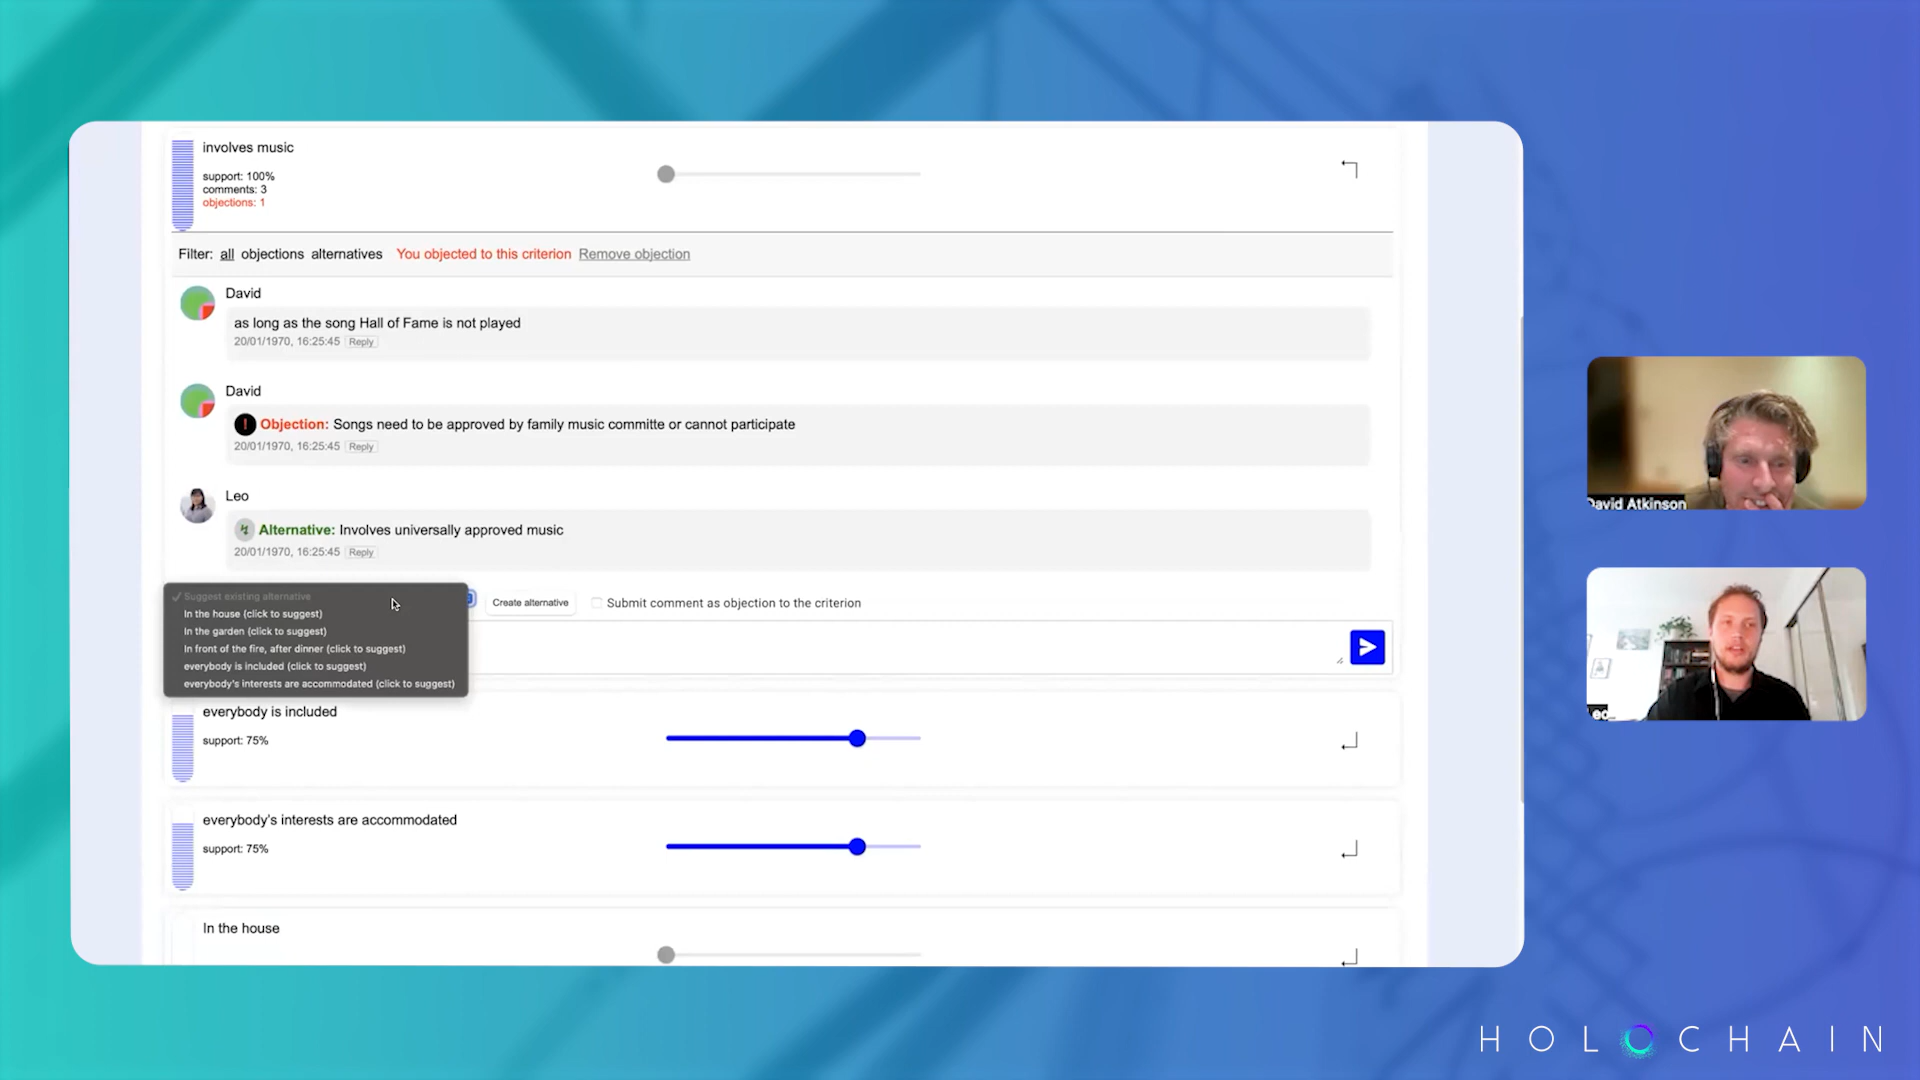 involves music
support: 100%
comments: 3
objections: 1
Filter: all objections alternatives You objected to this criterion Remove objection
David
as long as the song Hall of Fame is not played
20/01/1970, 16:25:45 Reply
David
! Objection: Songs need to be approved by family music committe or cannot participate
20/01/1970, 16:25:45 Reply
Leo
Alternative: Involves universally approved music
20/01/1970, 16:25:45 Reply
✓ Suggest existing alternative
In the house (click to suggest)
In the garden (click to suggest)
In front of the fire, after dinner (click to suggest)
everybody is included (click to suggest)
everybody's interests are accommodated (click to suggest)
Create alternative Submit comment as objection to the criterion
everybody is included
support: 75%
everybody's interests are accommodated
support: 75%
In the house
David Atkinson
Leo
HOLOCHAIN